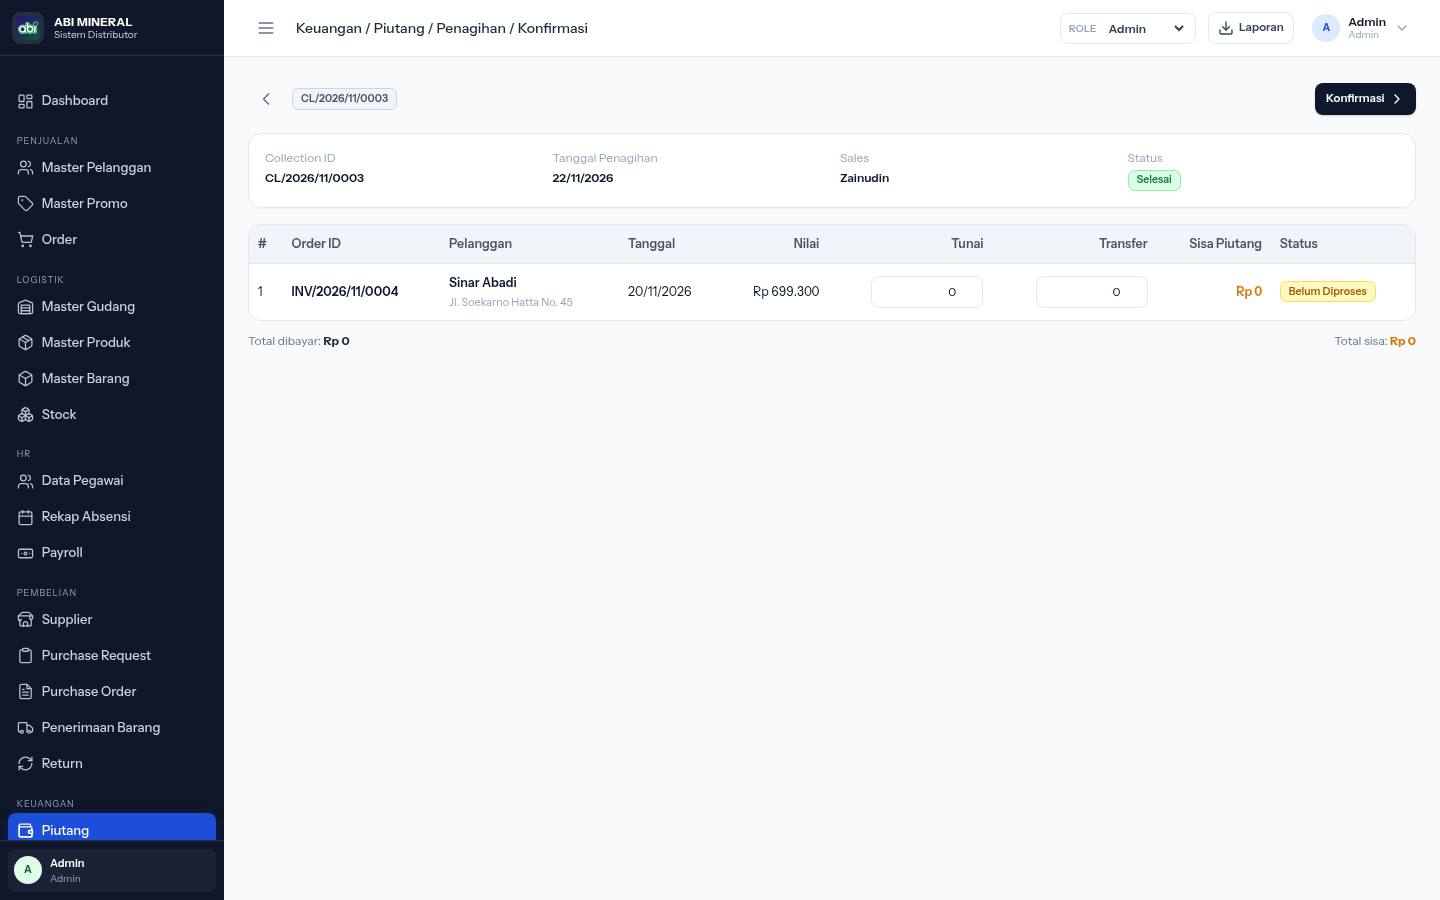 abi
ABI MINERAL
Sistem Distributor
Keuangan / Piutang / Penagihan / Konfirmasi
ROLE Admin
Laporan
A
Admin
Admin
Dashboard
PENJUALAN
Master Pelanggan
Master Promo
Order
LOGISTIK
Master Gudang
Master Produk
Master Barang
Stock
HR
Data Pegawai
Rekap Absensi
Payroll
PEMBELIAN
Supplier
Purchase Request
Purchase Order
Penerimaan Barang
Return
KEUANGAN
Piutang
A
Admin
Admin
CL/2026/11/0003
Konfirmasi
Collection ID Tanggal Penagihan Sales Status
CL/2026/11/0003 22/11/2026 Zainudin Selesai
# Order ID Pelanggan Tanggal Nilai Tunai Transfer Sisa Piutang Status
1 INV/2026/11/0004 Sinar Abadi 20/11/2026 Rp 699.300 0 0 Rp 0 Belum Diproses
Jl. Soekarno Hatta No. 45
Total dibayar: Rp 0 Total sisa: Rp 0